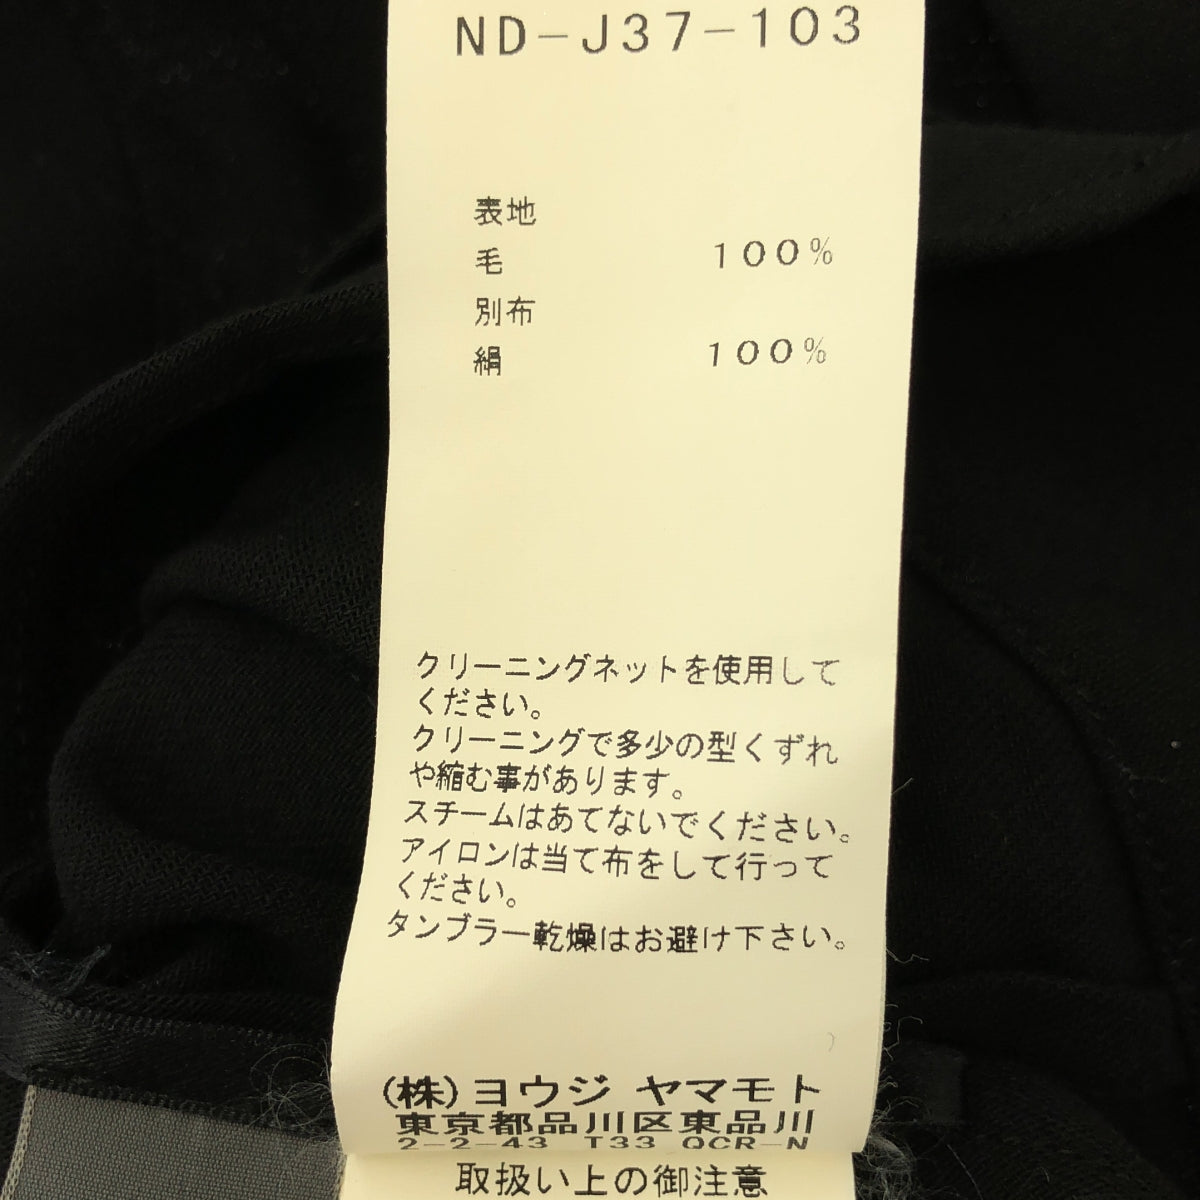 ND-J37-103
表地
毛 100%
別布
絹 100%
クリーニングネットを使用して
ください。
クリーニングで多少の型くずれ
や縮む事があります。
スチームはあてないでください。
アイロンは当て布をして行って
ください。
タンブラー乾燥はお避け下さい。
(株)ヨウジ ヤマモト
東京都品川区東品川
2-2-43 T33 QCR-N
取扱い上の御注意